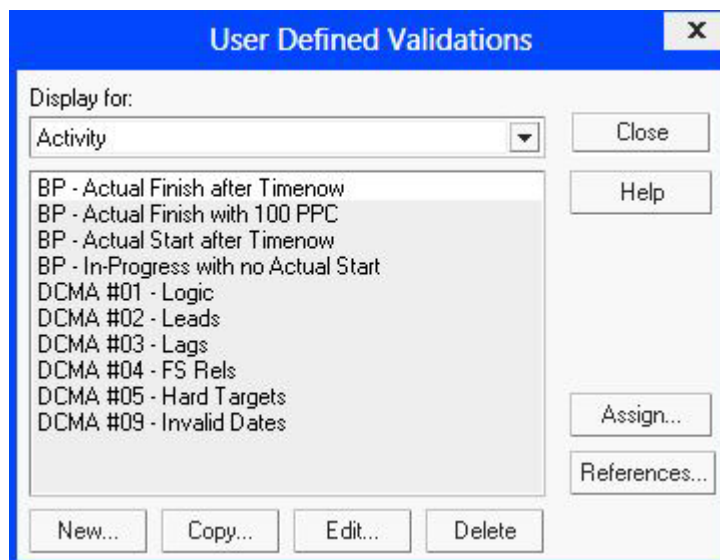 User Defined Validations
X
Display for:
Activity
Close
BP - Actual Finish after Timenow
Help
BP - Actual Finish with 100 PPC
BP - Actual Start after Timenow
BP - In-Progress with no Actual Start
DCMA #01 - Logic
DCMA #02 - Leads
DCMA #03 - Lags
DCMA #04 - FS Rels
DCMA #05 - Hard Targets
DCMA #09 - Invalid Dates
Assign...
References...
New...
Copy...
Edit...
Delete